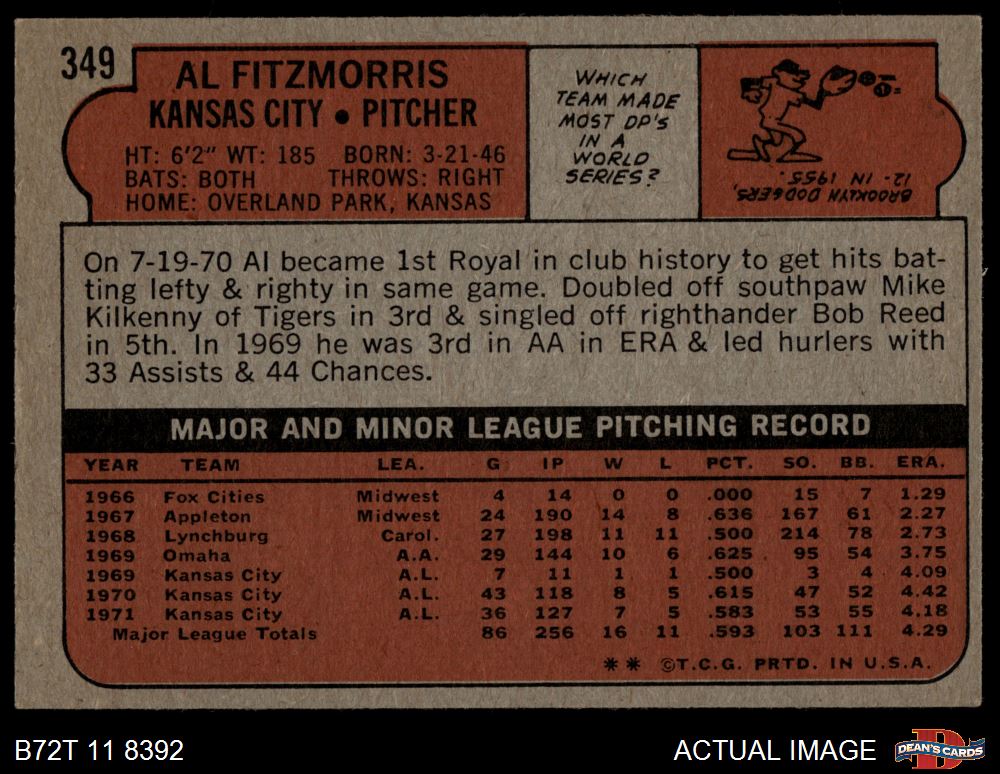 349
AL FITZMORRIS
KANSAS CITY • PITCHER
HT: 6'2" WT: 185 BORN: 3-21-46
BATS: BOTH THROWS: RIGHT
HOME: OVERLAND PARK, KANSAS
WHICH
TEAM MADE
MOST DP'S
IN A
WORLD
SERIES?
BROOKLYN DODGERS,
12 - IN 1955.
On 7-19-70 Al became 1st Royal in club history to get hits bat-
ting lefty & righty in same game. Doubled off southpaw Mike
Kilkenny of Tigers in 3rd & singled off righthander Bob Reed
in 5th. In 1969 he was 3rd in AA in ERA & led hurlers with
33 Assists & 44 Chances.
MAJOR AND MINOR LEAGUE PITCHING RECORD
YEAR TEAM LEA. G IP W L PCT. SO. BB. ERA.
1966 Fox Cities Midwest 4 14 0 0 .000 15 7 1.29
1967 Appleton Midwest 24 190 14 8 .636 167 61 2.27
1968 Lynchburg Carol. 27 198 11 11 .500 214 78 2.73
1969 Omaha A.A. 29 144 10 6 .625 95 54 3.75
1969 Kansas City A.L. 7 11 1 1 .500 3 4 4.09
1970 Kansas City A.L. 43 118 8 5 .615 47 52 4.42
1971 Kansas City A.L. 36 127 7 5 .583 53 55 4.18
Major League Totals 86 256 16 11 .593 103 111 4.29
** ©T.C.G. PRTD. IN U.S.A.
B72T 11 8392
ACTUAL IMAGE
D
DEAN'S CARDS